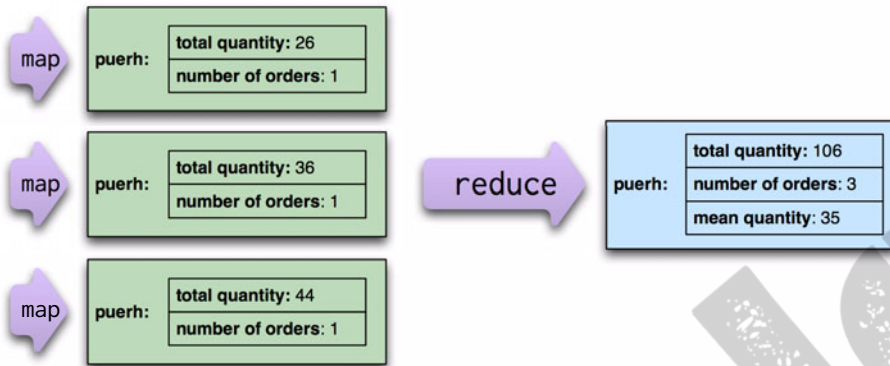 map
puerh:
total quantity: 26
number of orders: 1
map
puerh:
total quantity: 36
number of orders: 1
map
puerh:
total quantity: 44
number of orders: 1
reduce
puerh:
total quantity: 106
number of orders: 3
mean quantity: 35